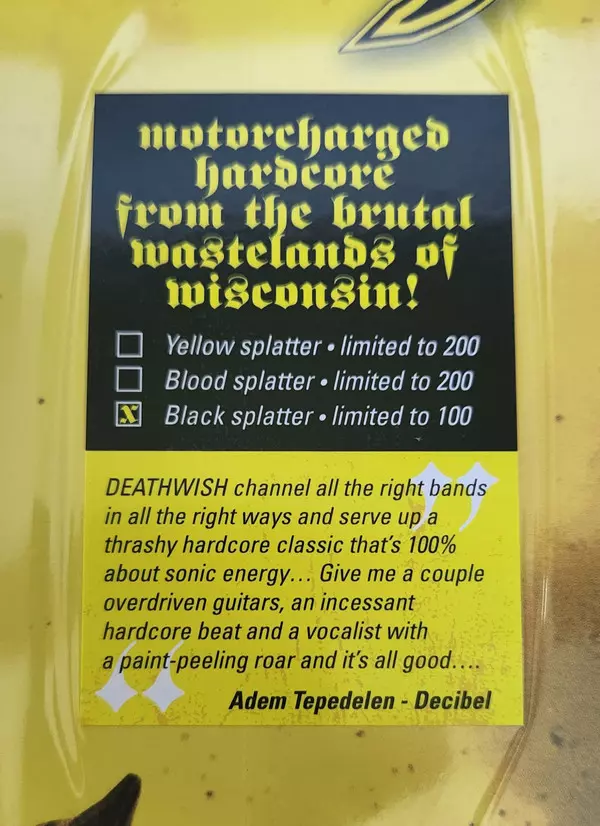 motorcharged
hardcore
from the brutal
wastelands of
wisconsin!
Yellow splatter • limited to 200
Blood splatter • limited to 200
X Black splatter • limited to 100
DEATHWISH channel all the right bands
in all the right ways and serve up a
thrashy hardcore classic that's 100%
about sonic energy… Give me a couple
overdriven guitars, an incessant
hardcore beat and a vocalist with
a paint-peeling roar and it's all good….
Adem Tepedelen - Decibel